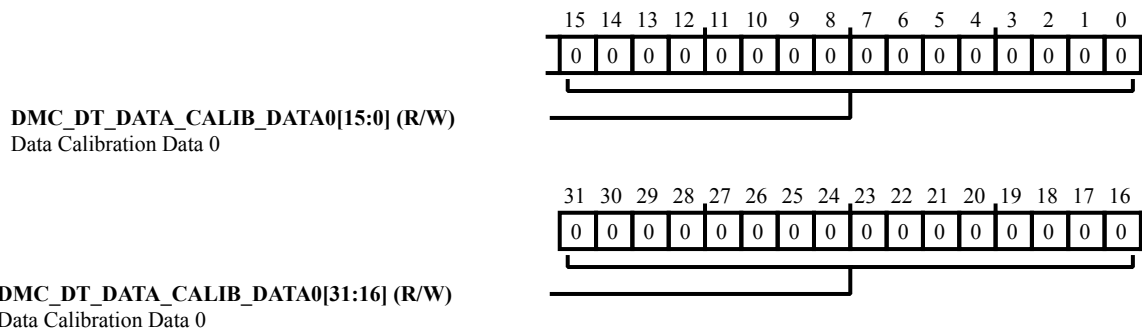 15 14 13 12 11 10 9 8 7 6 5 4 3 2 1 0
0 0 0 0 0 0 0 0 0 0 0 0 0 0 0 0
DMC_DT_DATA_CALIB_DATA0[15:0] (R/W)
Data Calibration Data 0
31 30 29 28 27 26 25 24 23 22 21 20 19 18 17 16
0 0 0 0 0 0 0 0 0 0 0 0 0 0 0 0
DMC_DT_DATA_CALIB_DATA0[31:16] (R/W)
Data Calibration Data 0